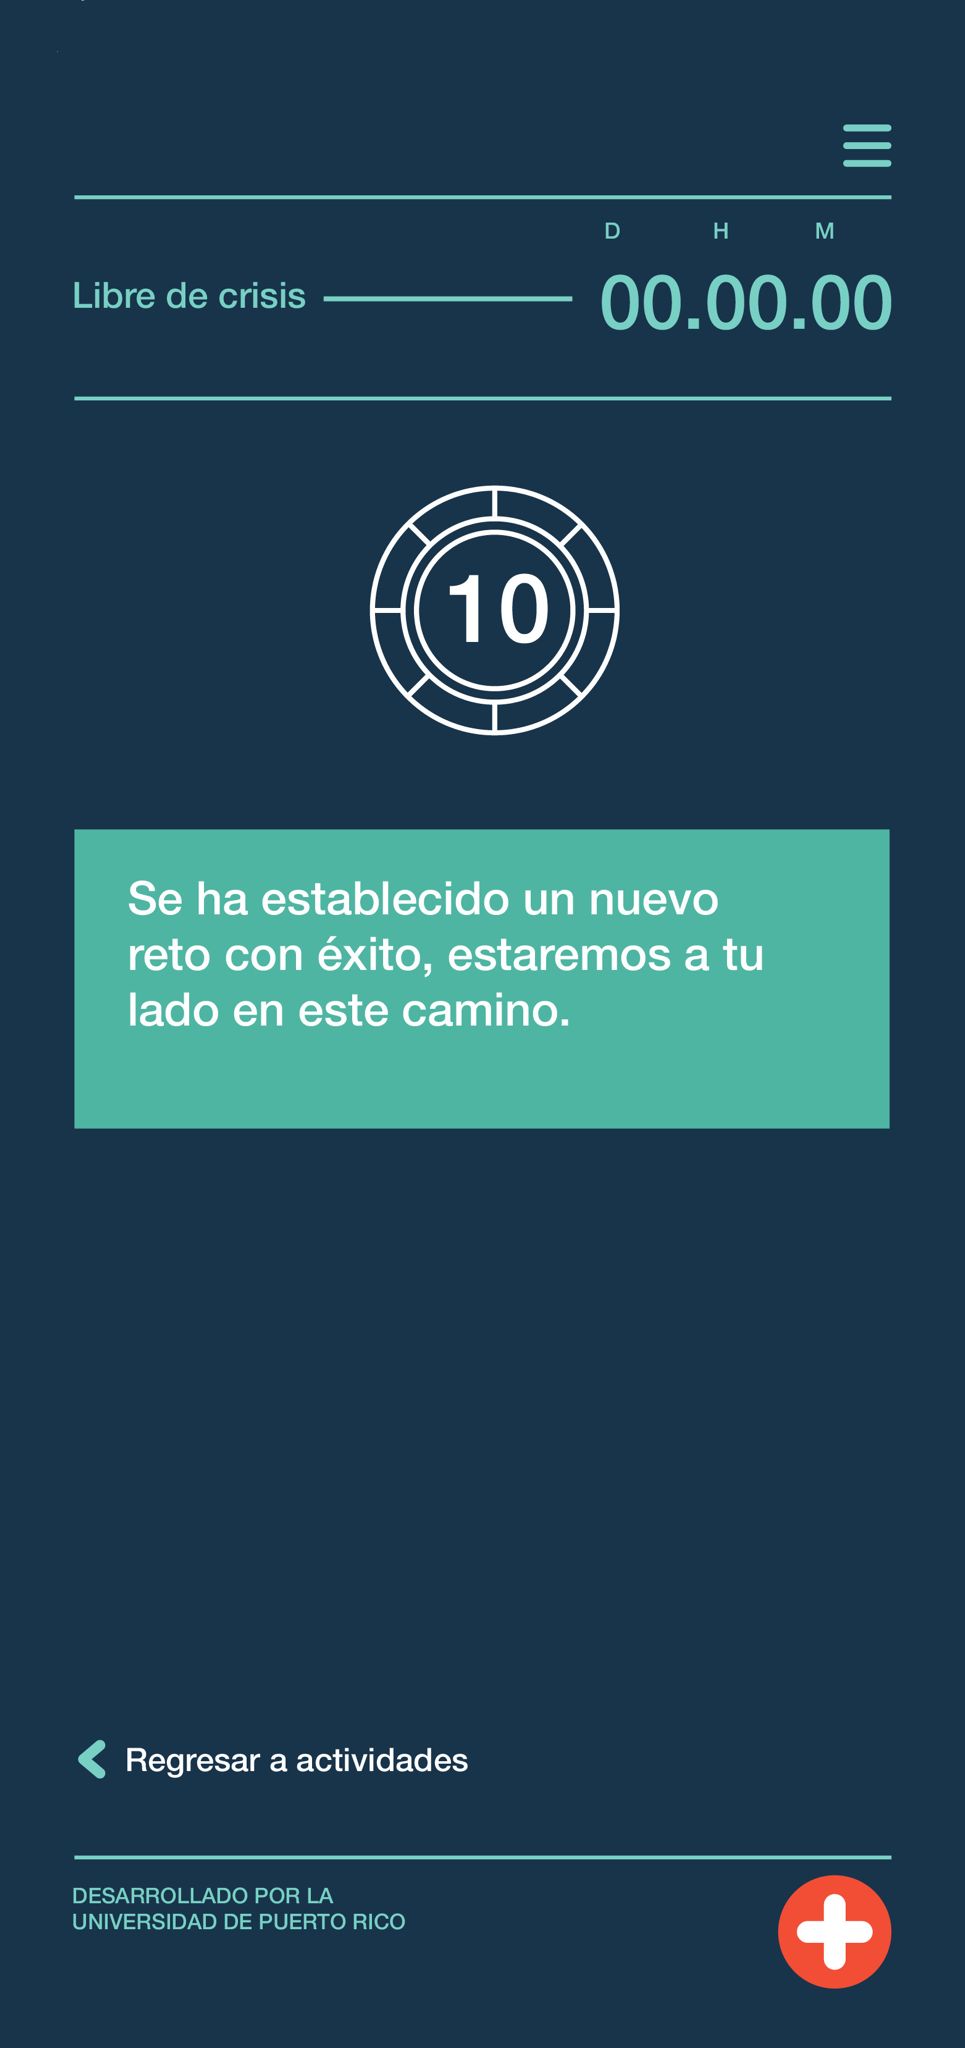 D H M
Libre de crisis 00.00.00
10
Se ha establecido un nuevo
reto con éxito, estaremos a tu
lado en este camino.
Regresar a actividades
DESARROLLADO POR LA
UNIVERSIDAD DE PUERTO RICO